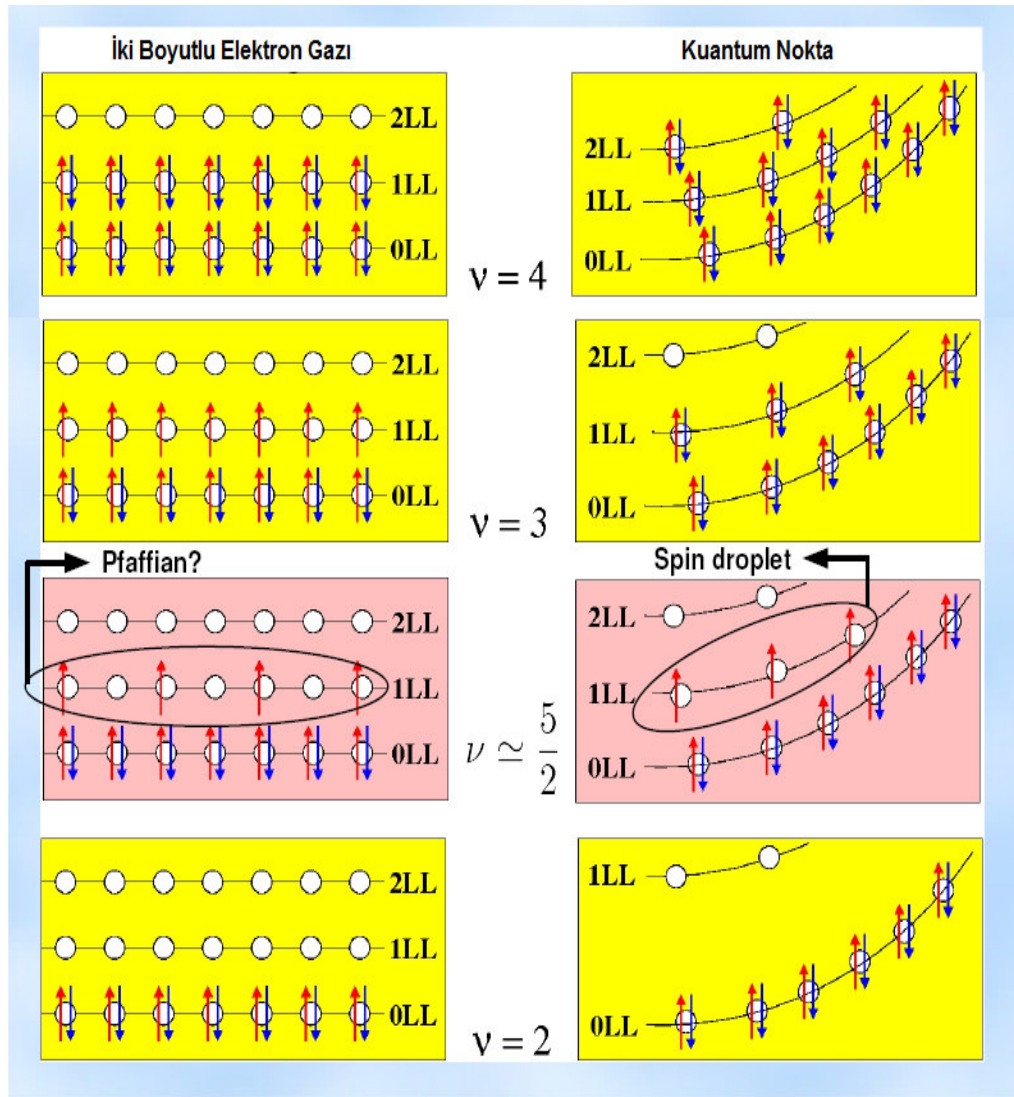 İki Boyutlu Elektron Gazı
Kuantum Nokta
2LL
1LL
0LL
2LL
1LL
0LL
ν = 4
2LL
1LL
0LL
2LL
1LL
0LL
ν = 3
Pfaffian?
Spin droplet
2LL
1LL
0LL
2LL
1LL
0LL
ν ≃ 5/2
2LL
1LL
0LL
1LL
0LL
ν = 2